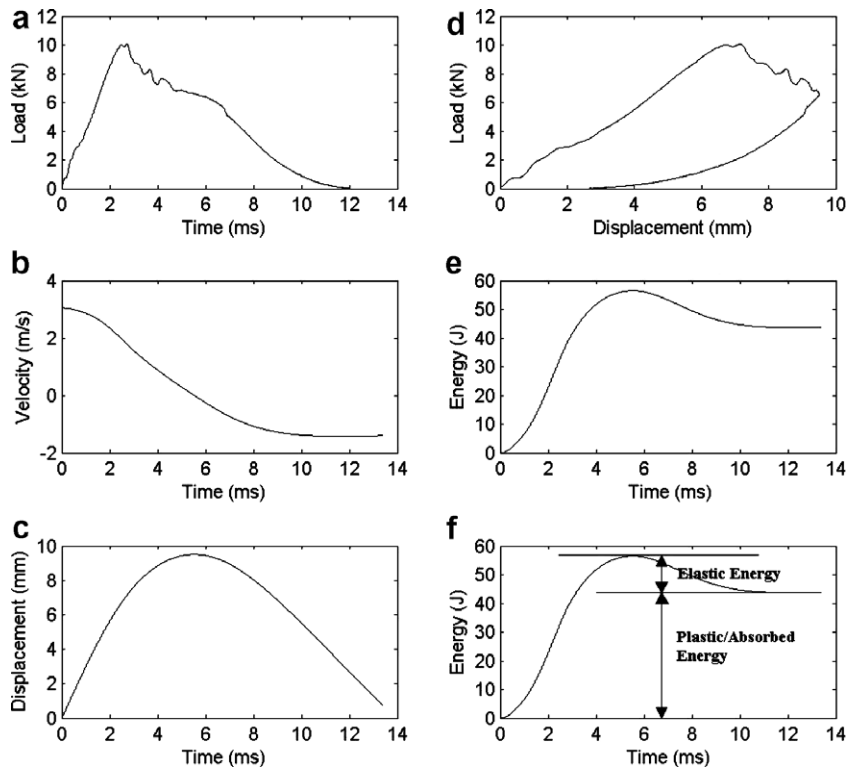 a
Load (kN)
12
10
8
6
4
2
0
0 2 4 6 8 10 12 14
Time (ms)
d
Load (kN)
12
10
8
6
4
2
0
0 2 4 6 8 10
Displacement (mm)
b
Velocity (m/s)
4
2
0
-2
0 2 4 6 8 10 12 14
Time (ms)
e
Energy (J)
60
50
40
30
20
10
0
0 2 4 6 8 10 12 14
Time (ms)
c
Displacement (mm)
10
8
6
4
2
0
0 2 4 6 8 10 12 14
Time (ms)
f
Energy (J)
60
50
40
30
20
10
0
Elastic Energy
Plastic/Absorbed
Energy
0 2 4 6 8 10 12 14
Time (ms)